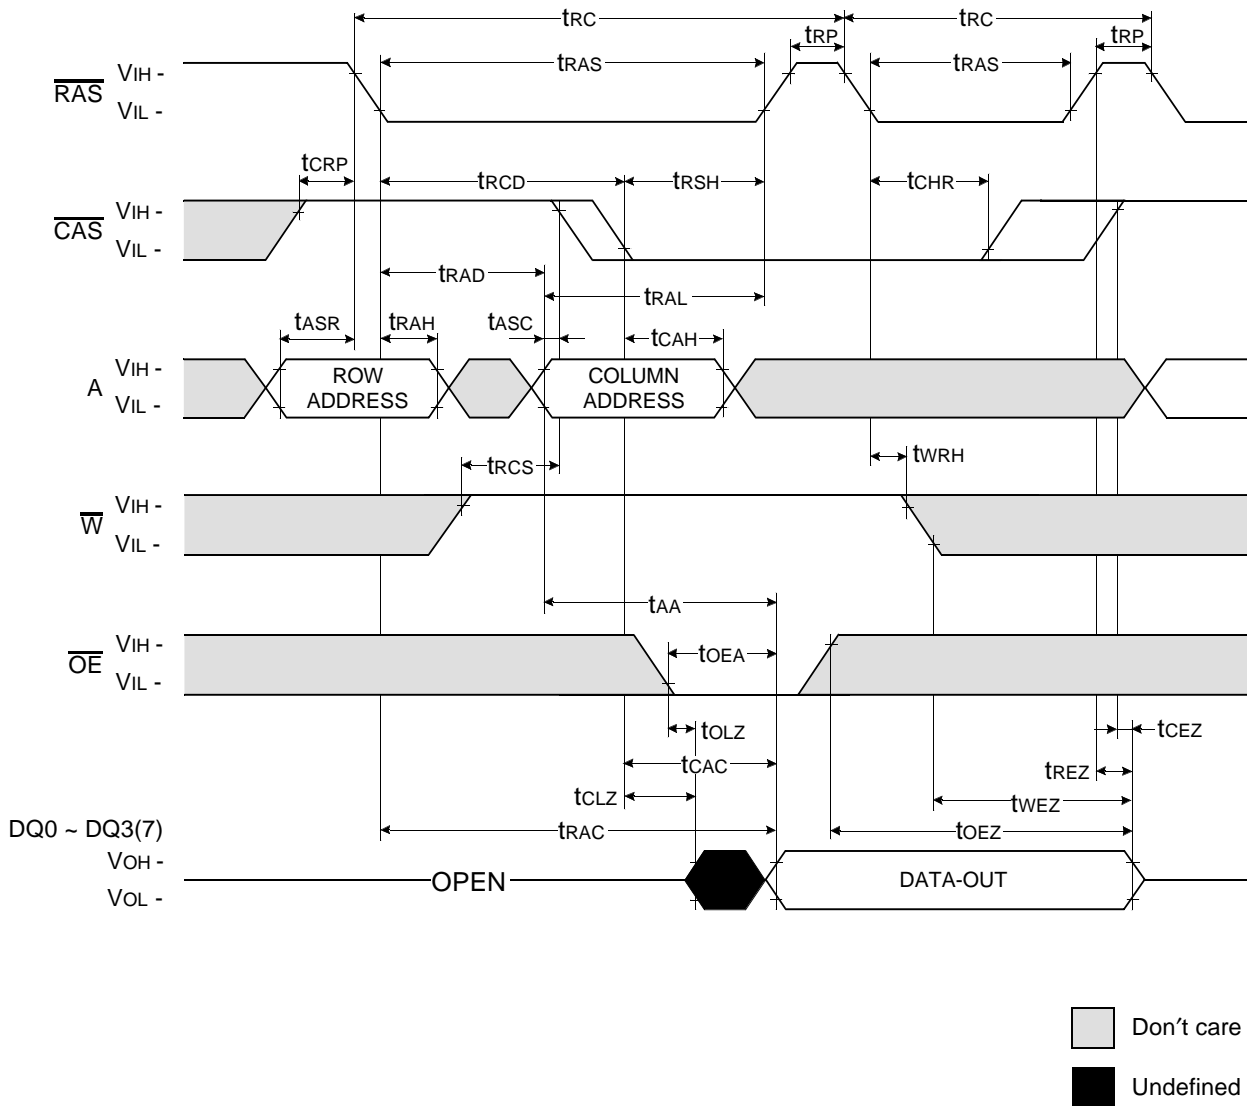 tRC tRC
tRP tRP
tRAS tRAS
RAS VIH -
VIL -
tCRP tRCD tRSH tCHR
CAS VIH -
VIL -
tRAD
tRAL
tASR tRAH tASC tCAH
A VIH -
VIL -
ROW
ADDRESS
COLUMN
ADDRESS
tRCS tWRH
W VIH -
VIL -
tAA
OE VIH -
VIL -
tOEA
tOLZ tCEZ
tCAC tREZ
tCLZ tWEZ
DQ0 ~ DQ3(7) tRAC tOEZ
VOH -
VOL -
OPEN DATA-OUT
Don′t care
Undefined